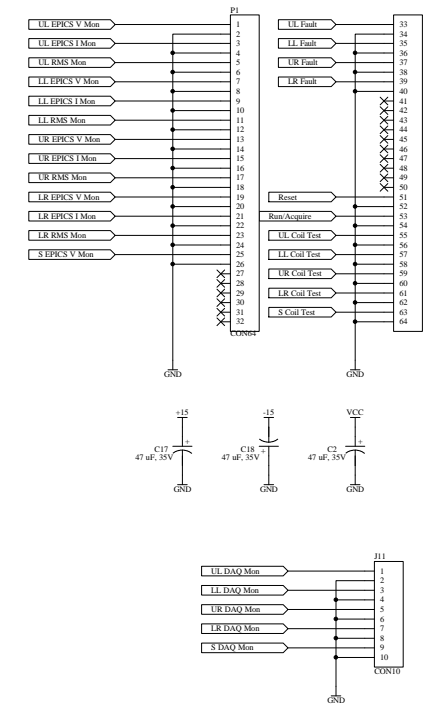 P1
UL EPICS V Mon 1
2
UL EPICS I Mon 3
4
UL RMS Mon 5
6
LL EPICS V Mon 7
8
LL EPICS I Mon 9
10
LL RMS Mon 11
12
UR EPICS V Mon 13
14
UR EPICS I Mon 15
16
UR RMS Mon 17
18
LR EPICS V Mon 19
20
LR EPICS I Mon 21
22
LR RMS Mon 23
24
S EPICS V Mon 25
26
27
28
29
30
31
32
CON64
GND
UL Fault 33
34
LL Fault 35
36
UR Fault 37
38
LR Fault 39
40
41
42
43
44
45
46
47
48
49
50
Reset 51
52
Run/Acquire 53
54
UL Coil Test 55
56
LL Coil Test 57
58
UR Coil Test 59
60
LR Coil Test 61
62
S Coil Test 63
64
GND
+15
+
C17
47 uF, 35V
GND
-15
C18
+
47 uF, 35V
GND
VCC
+
C2
47 uF, 35V
GND
J11
UL DAQ Mon 1
2
LL DAQ Mon 3
4
UR DAQ Mon 5
6
LR DAQ Mon 7
8
S DAQ Mon 9
10
CON10
GND